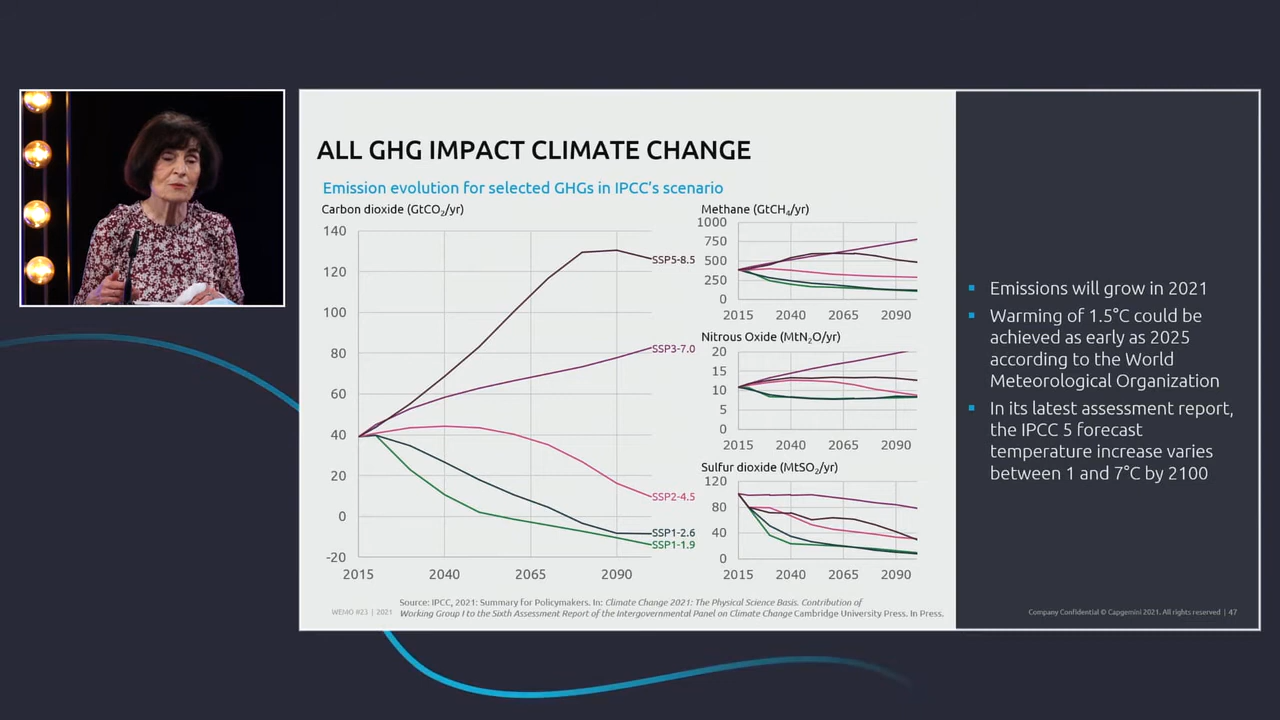 ALL GHG IMPACT CLIMATE CHANGE
Emission evolution for selected GHGs in IPCC's scenario
Carbon dioxide (GtCO₂/yr)
140
120
100
80
60
40
20
0
-20
2015 2040 2065 2090
SSP5-8.5
SSP3-7.0
SSP2-4.5
SSP1-2.6
SSP1-1.9
Methane (GtCH₄/yr)
1000
750
500
250
0
2015 2040 2065 2090
Nitrous Oxide (MtN₂O/yr)
20
15
10
5
0
2015 2040 2065 2090
Sulfur dioxide (MtSO₂/yr)
120
80
40
0
2015 2040 2065 2090
Source: IPCC, 2021: Summary for Policymakers. In: Climate Change 2021: The Physical Science Basis. Contribution of
Working Group I to the Sixth Assessment Report of the Intergovernmental Panel on Climate Change Cambridge University Press. In Press.
WEMO #23 | 2021
Emissions will grow in 2021
Warming of 1.5°C could be
achieved as early as 2025
according to the World
Meteorological Organization
In its latest assessment report,
the IPCC 5 forecast
temperature increase varies
between 1 and 7°C by 2100
Company Confidential © Capgemini 2021. All rights reserved | 47